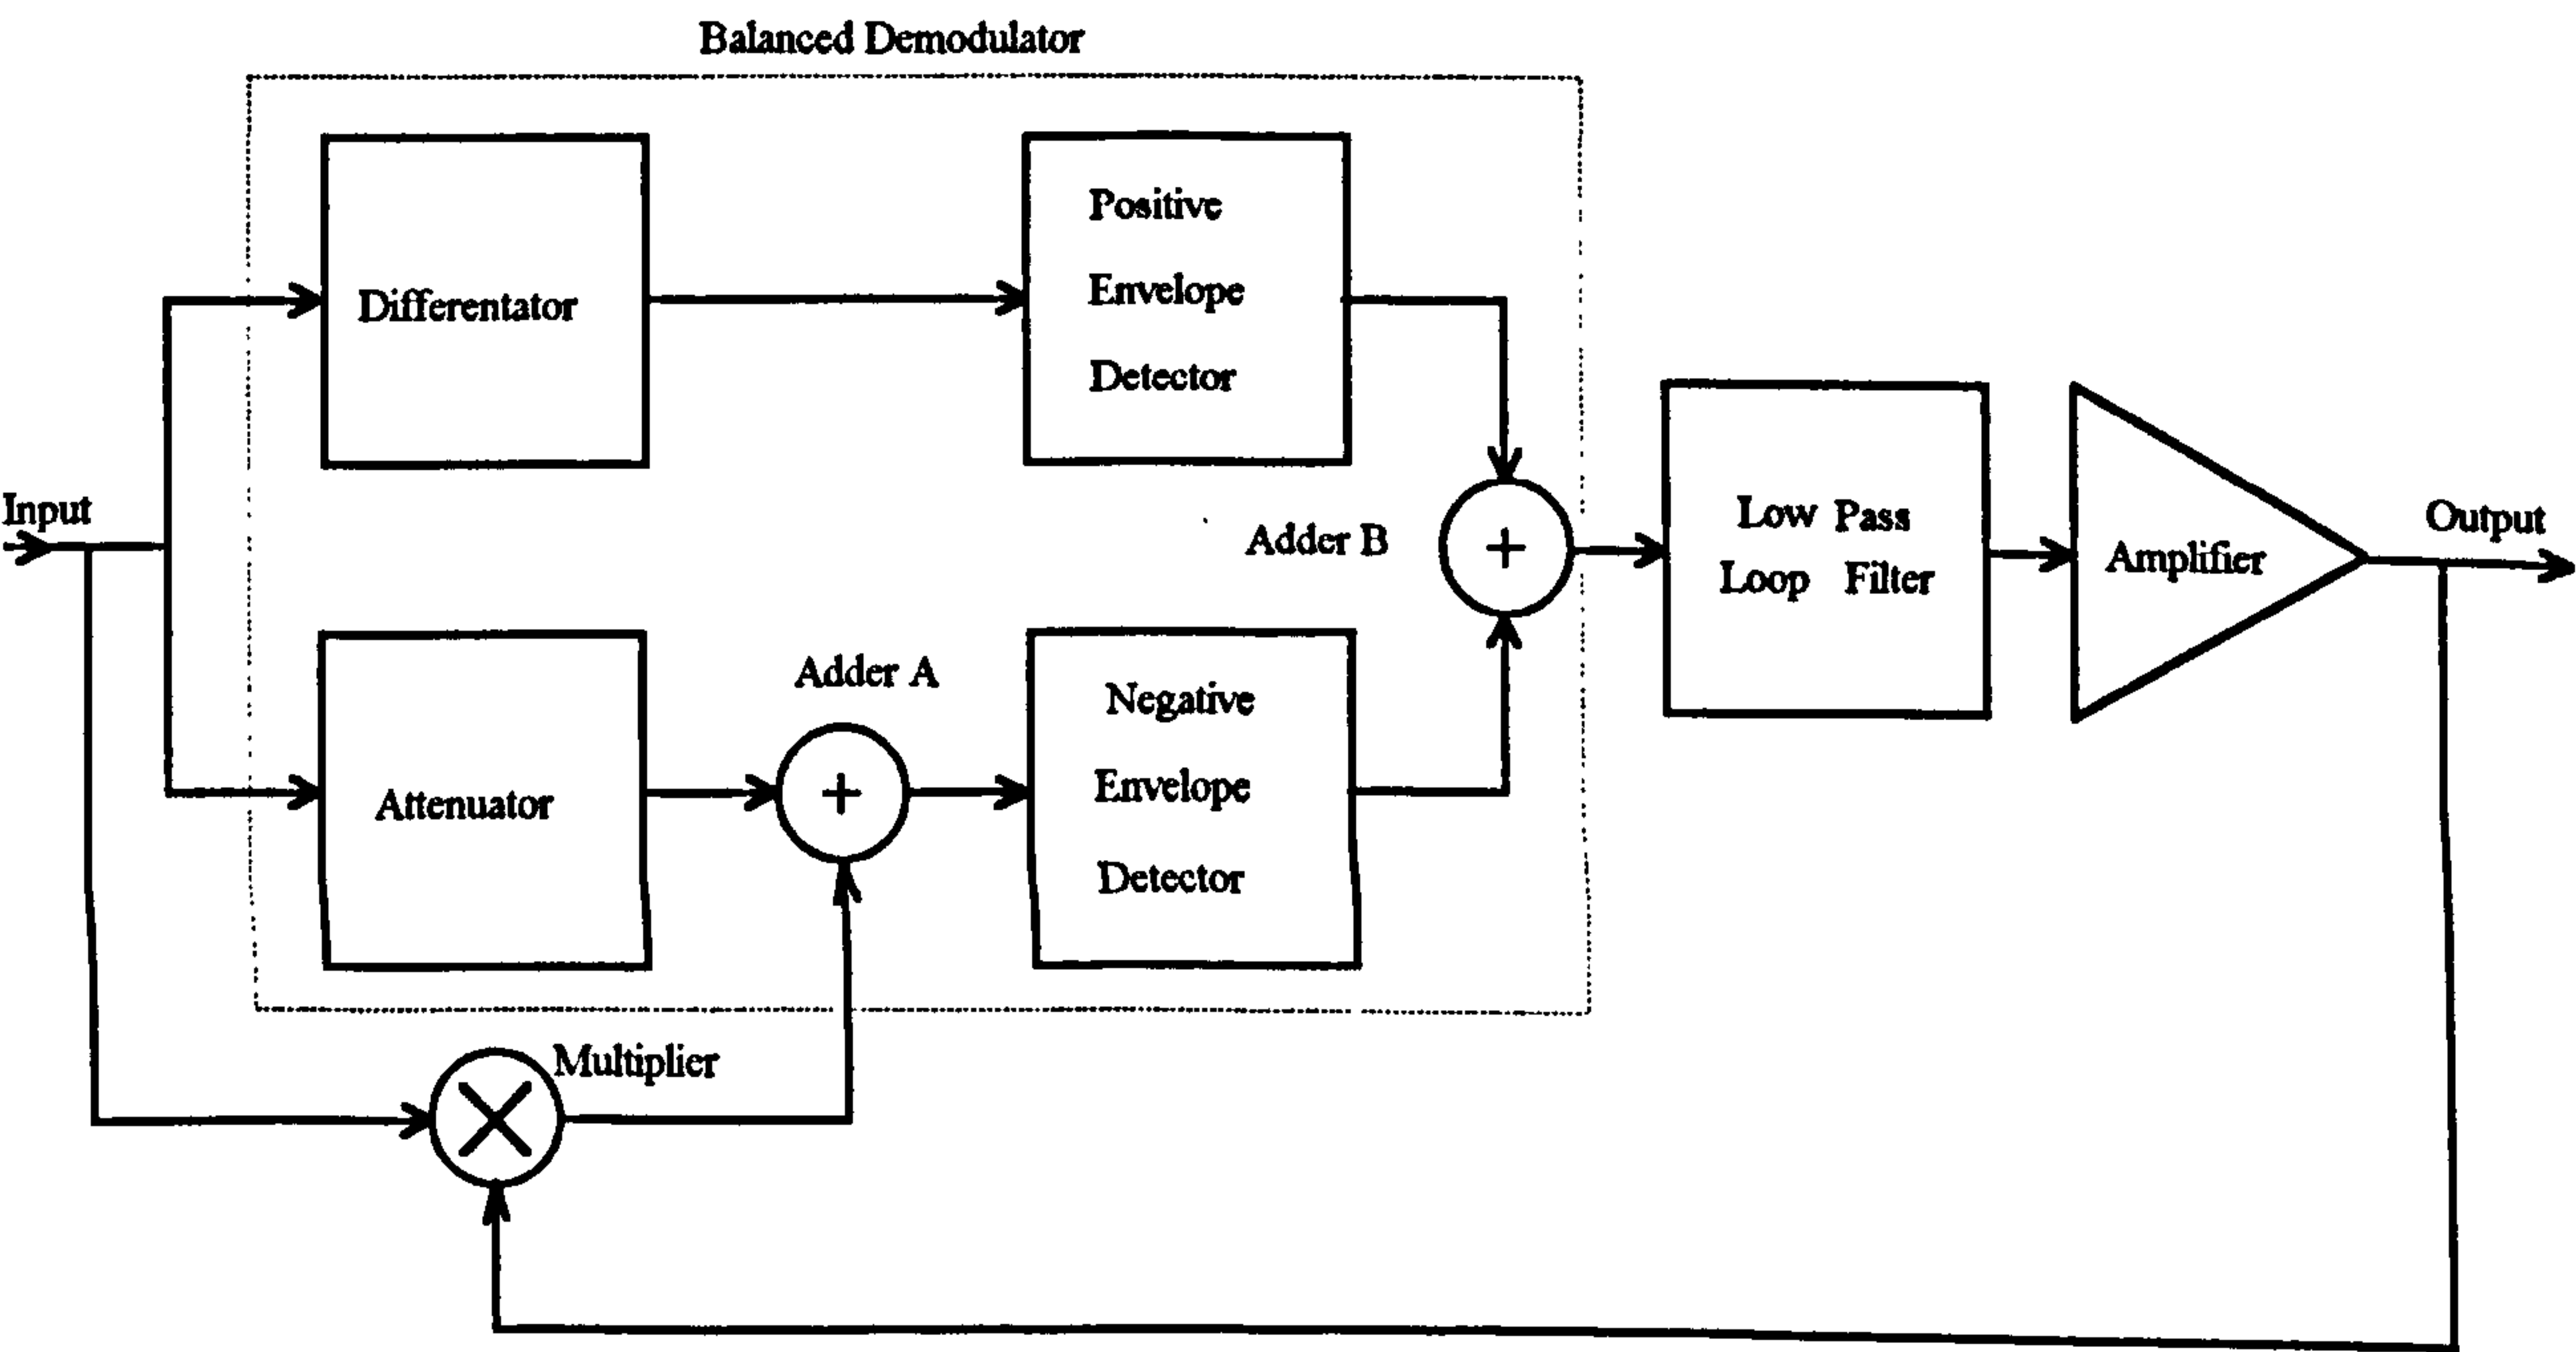 Balanced Demodulator
Differentator
Positive
Envelope
Detector
Input
Adder B
+
Low Pass
Loop Filter
Amplifier
Output
Attenuator
Adder A
+
Negative
Envelope
Detector
Multiplier